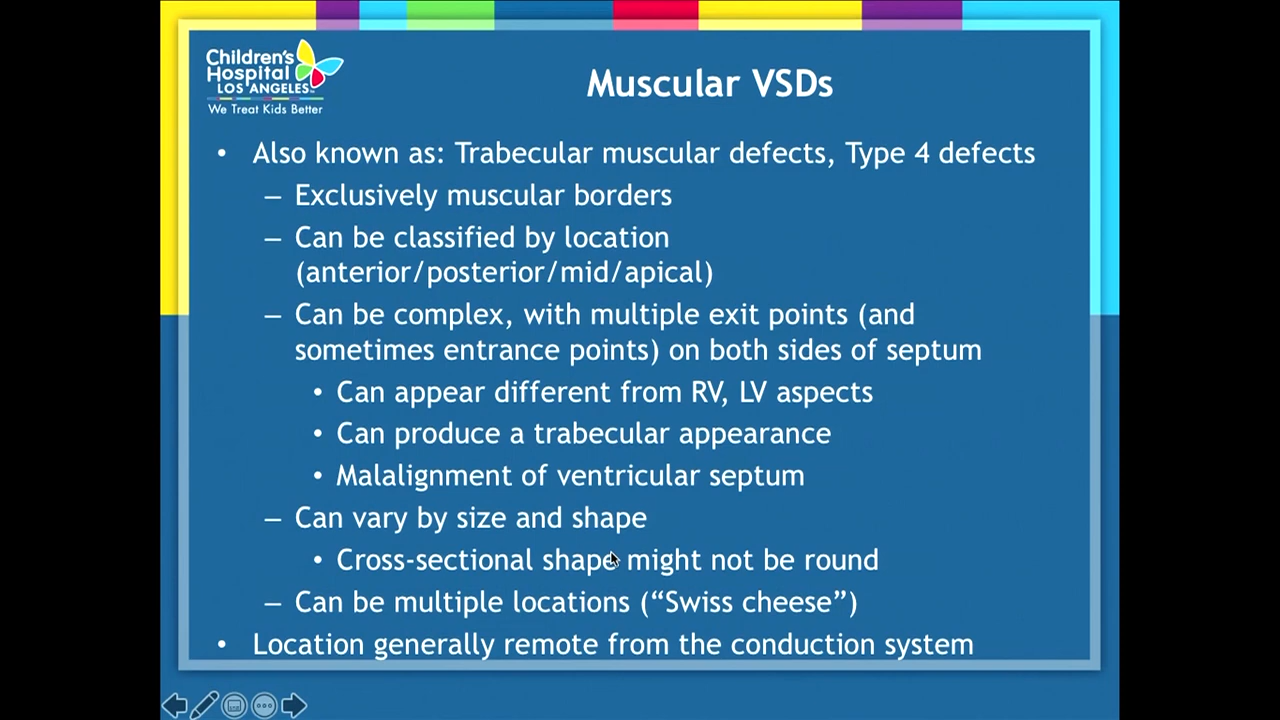 Children's
Hospital
LOS ANGELES
We Treat Kids Better
Muscular VSDs
• Also known as: Trabecular muscular defects, Type 4 defects
– Exclusively muscular borders
– Can be classified by location
(anterior/posterior/mid/apical)
– Can be complex, with multiple exit points (and
sometimes entrance points) on both sides of septum
• Can appear different from RV, LV aspects
• Can produce a trabecular appearance
• Malalignment of ventricular septum
– Can vary by size and shape
• Cross-sectional shape might not be round
– Can be multiple locations (“Swiss cheese”)
• Location generally remote from the conduction system